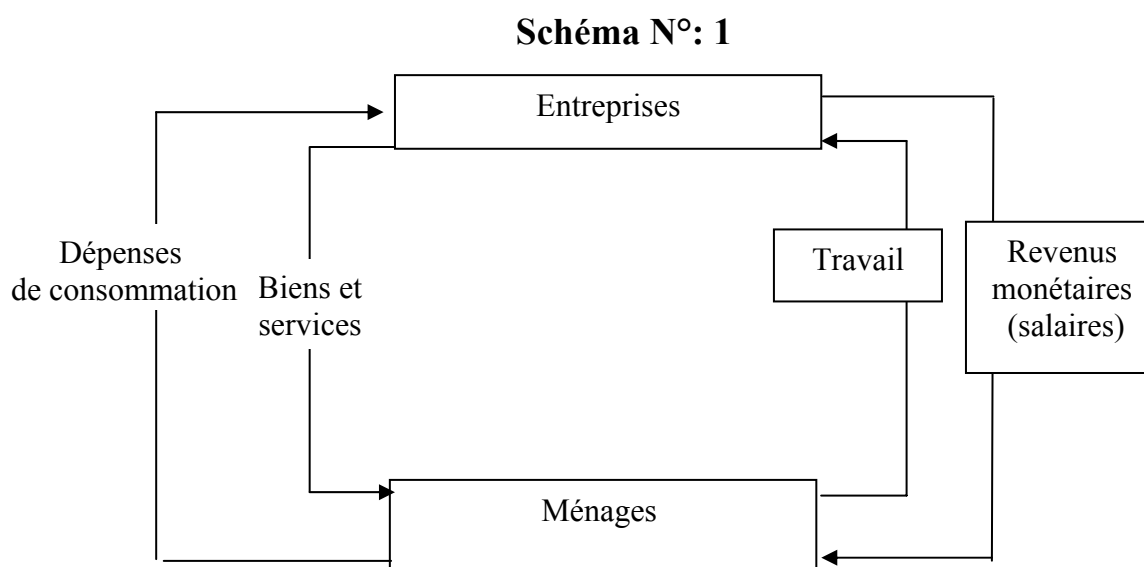 Schéma N°: 1
Entreprises
Dépenses
de consommation
Biens et
services
Travail
Revenus
monétaires
(salaires)
Ménages